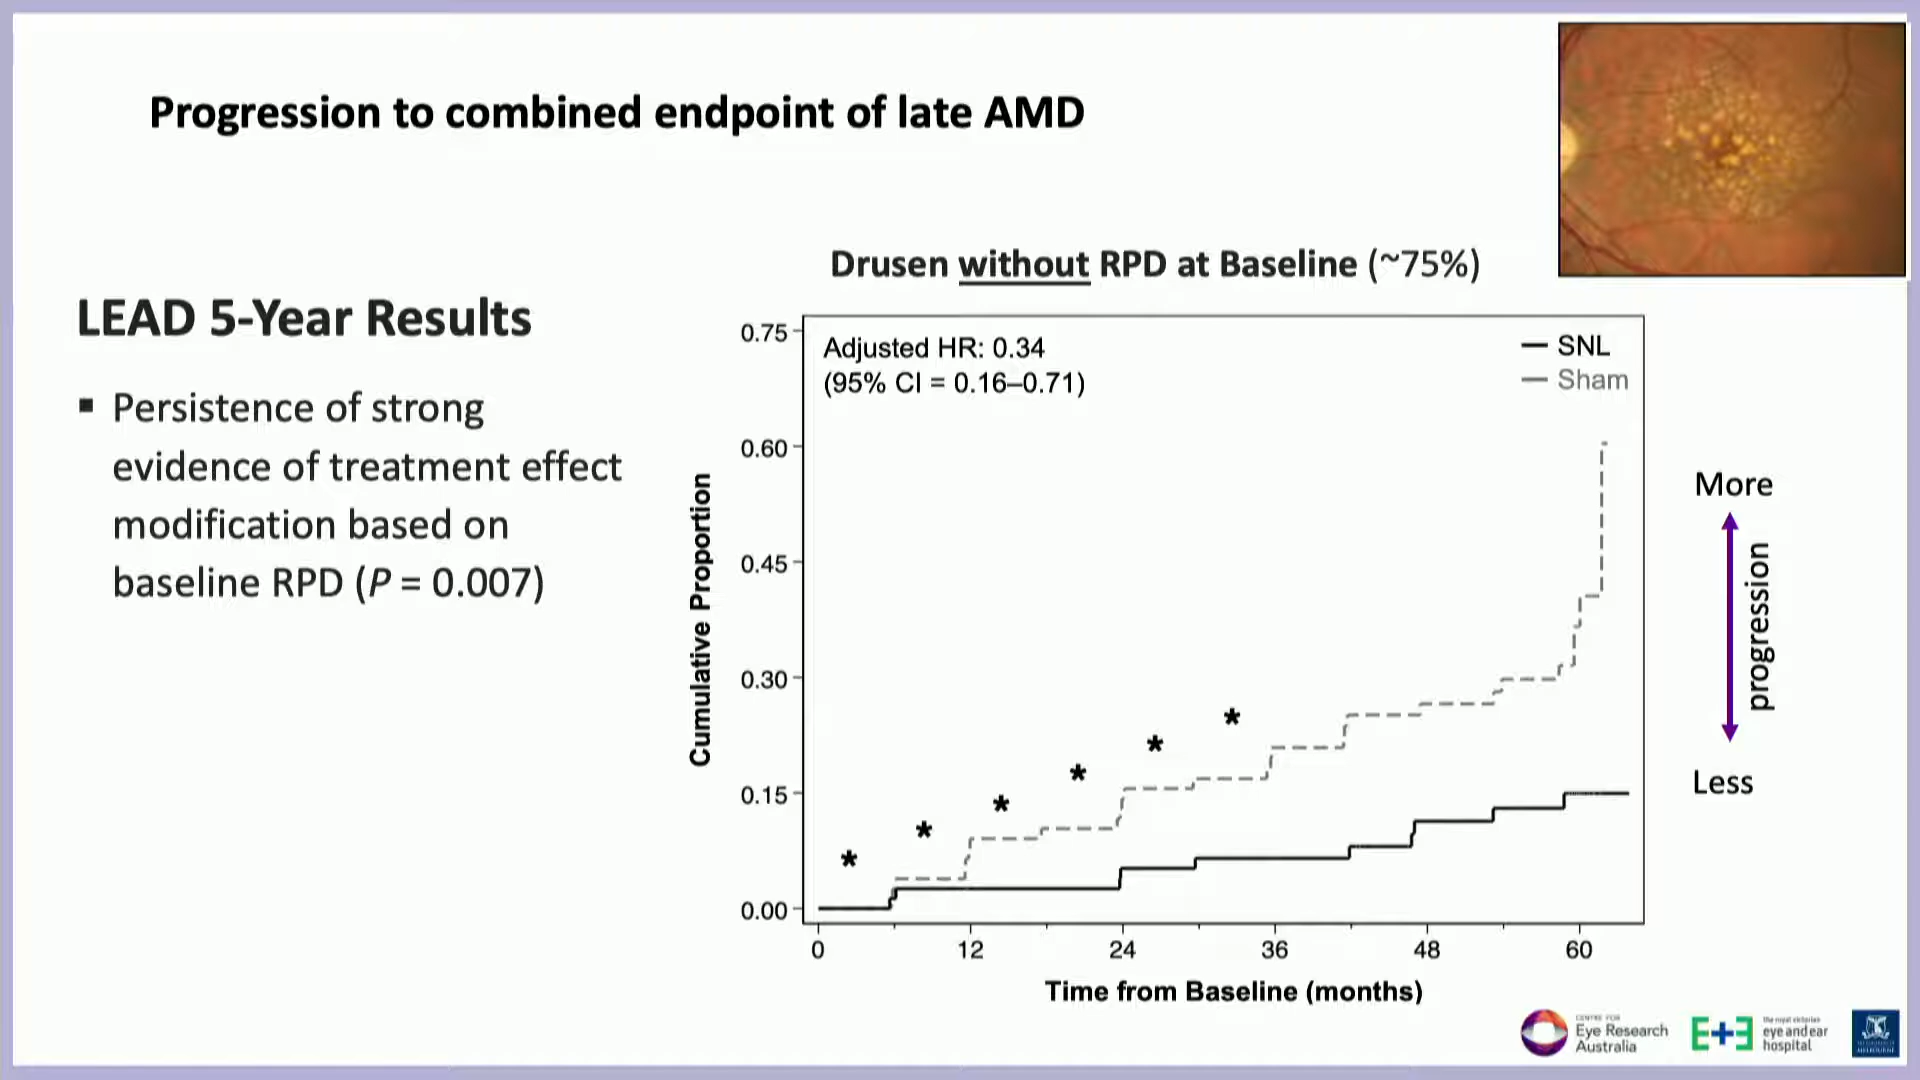 Progression to combined endpoint of late AMD
Drusen without RPD at Baseline (~75%)
LEAD 5-Year Results
▪ Persistence of strong
evidence of treatment effect
modification based on
baseline RPD (P = 0.007)
Adjusted HR: 0.34
(95% CI = 0.16–0.71)
SNL
Sham
Cumulative Proportion
0.75
0.60
0.45
0.30
0.15
0.00
* * * * * *
0 12 24 36 48 60
Time from Baseline (months)
More
progression
Less
CENTRE FOR
Eye Research
Australia
E+E
the royal victorian
eye and ear
hospital
MELBOURNE